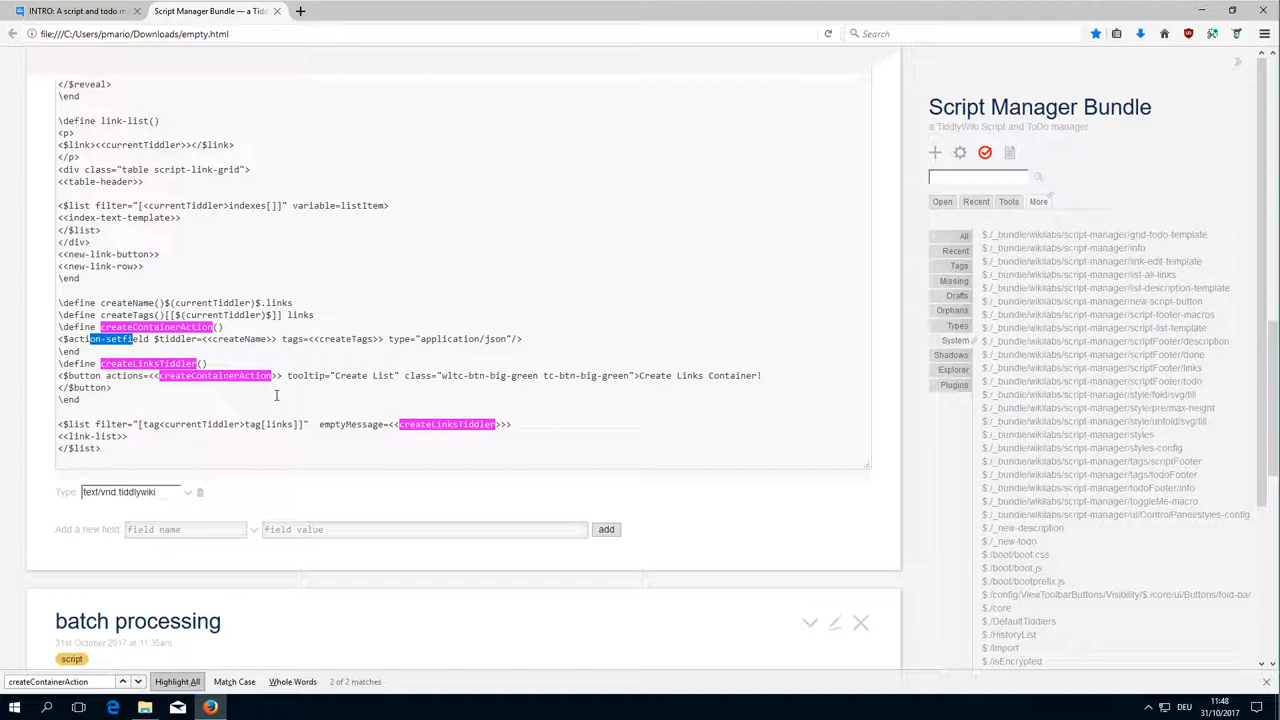 INTRO: A script and todo m
Script Manager Bundle — a Ti
file:///C:/Users/pmario/Downloads/empty.html
Search
</$reveal>
\end
\define link-list()
<p>
<$link><<currentTiddler>></$link>
</p>
<div class="table script-link-grid">
<<table-header>>
<$list filter="[<currentTiddler>indexes[]]" variable=listItem>
<<index-text-template>>
</$list>
</div>
<<new-link-button>>
<<new-link-row>>
\end
\define createName()$(currentTiddler)$.links
\define createTags()[[$(currentTiddler)$]] links
\define createContainerAction()
<$action-setfield $tiddler=<<createName>> tags=<<createTags>> type="application/json"/>
\end
\define createLinksTiddler()
<$button actions=<<createContainerAction>> tooltip="Create List" class="wltc-btn-big-green tc-btn-big-green">Create Links Container!
</$button>
\end
<$list filter="[tag<currentTiddler>tag[links]]"  emptyMessage=<<createLinksTiddler>>>
<<link-list>>
</$list>
Type: text/vnd.tiddlywiki
Add a new field: field name field value add
batch processing
31st October 2017 at 11:35am
script
Script Manager Bundle
a TiddlyWiki Script and ToDo manager
Open Recent Tools More
All
Recent
Tags
Missing
Drafts
Orphans
Types
System
Shadows
Explorer
Plugins
$:/_bundle/wikilabs/script-manager/grid-todo-template
$:/_bundle/wikilabs/script-manager/info
$:/_bundle/wikilabs/script-manager/link-edit-template
$:/_bundle/wikilabs/script-manager/list-all-links
$:/_bundle/wikilabs/script-manager/list-description-template
$:/_bundle/wikilabs/script-manager/new-script-button
$:/_bundle/wikilabs/script-manager/script-footer-macros
$:/_bundle/wikilabs/script-manager/script-list-template
$:/_bundle/wikilabs/script-manager/scriptFooter/description
$:/_bundle/wikilabs/script-manager/scriptFooter/done
$:/_bundle/wikilabs/script-manager/scriptFooter/links
$:/_bundle/wikilabs/script-manager/scriptFooter/todo
$:/_bundle/wikilabs/script-manager/style/fold/svg/fill
$:/_bundle/wikilabs/script-manager/style/pre/max-height
$:/_bundle/wikilabs/script-manager/style/unfold/svg/fill
$:/_bundle/wikilabs/script-manager/styles
$:/_bundle/wikilabs/script-manager/styles-config
$:/_bundle/wikilabs/script-manager/tags/scriptFooter
$:/_bundle/wikilabs/script-manager/tags/todoFooter
$:/_bundle/wikilabs/script-manager/todoFooter/info
$:/_bundle/wikilabs/script-manager/toggleMe-macro
$:/_bundle/wikilabs/script-manager/ui/ControlPanel/styles-config
$:/_new-description
$:/_new-todo
$:/boot/boot.css
$:/boot/boot.js
$:/boot/bootprefix.js
$:/config/ViewToolbarButtons/Visibility/$:/core/ui/Buttons/fold-bar
$:/core
$:/DefaultTiddlers
$:/HistoryList
$:/Import
$:/isEncrypted
createContainerAction Highlight All Match Case Whole Words 2 of 2 matches
DEU
11:48
31/10/2017